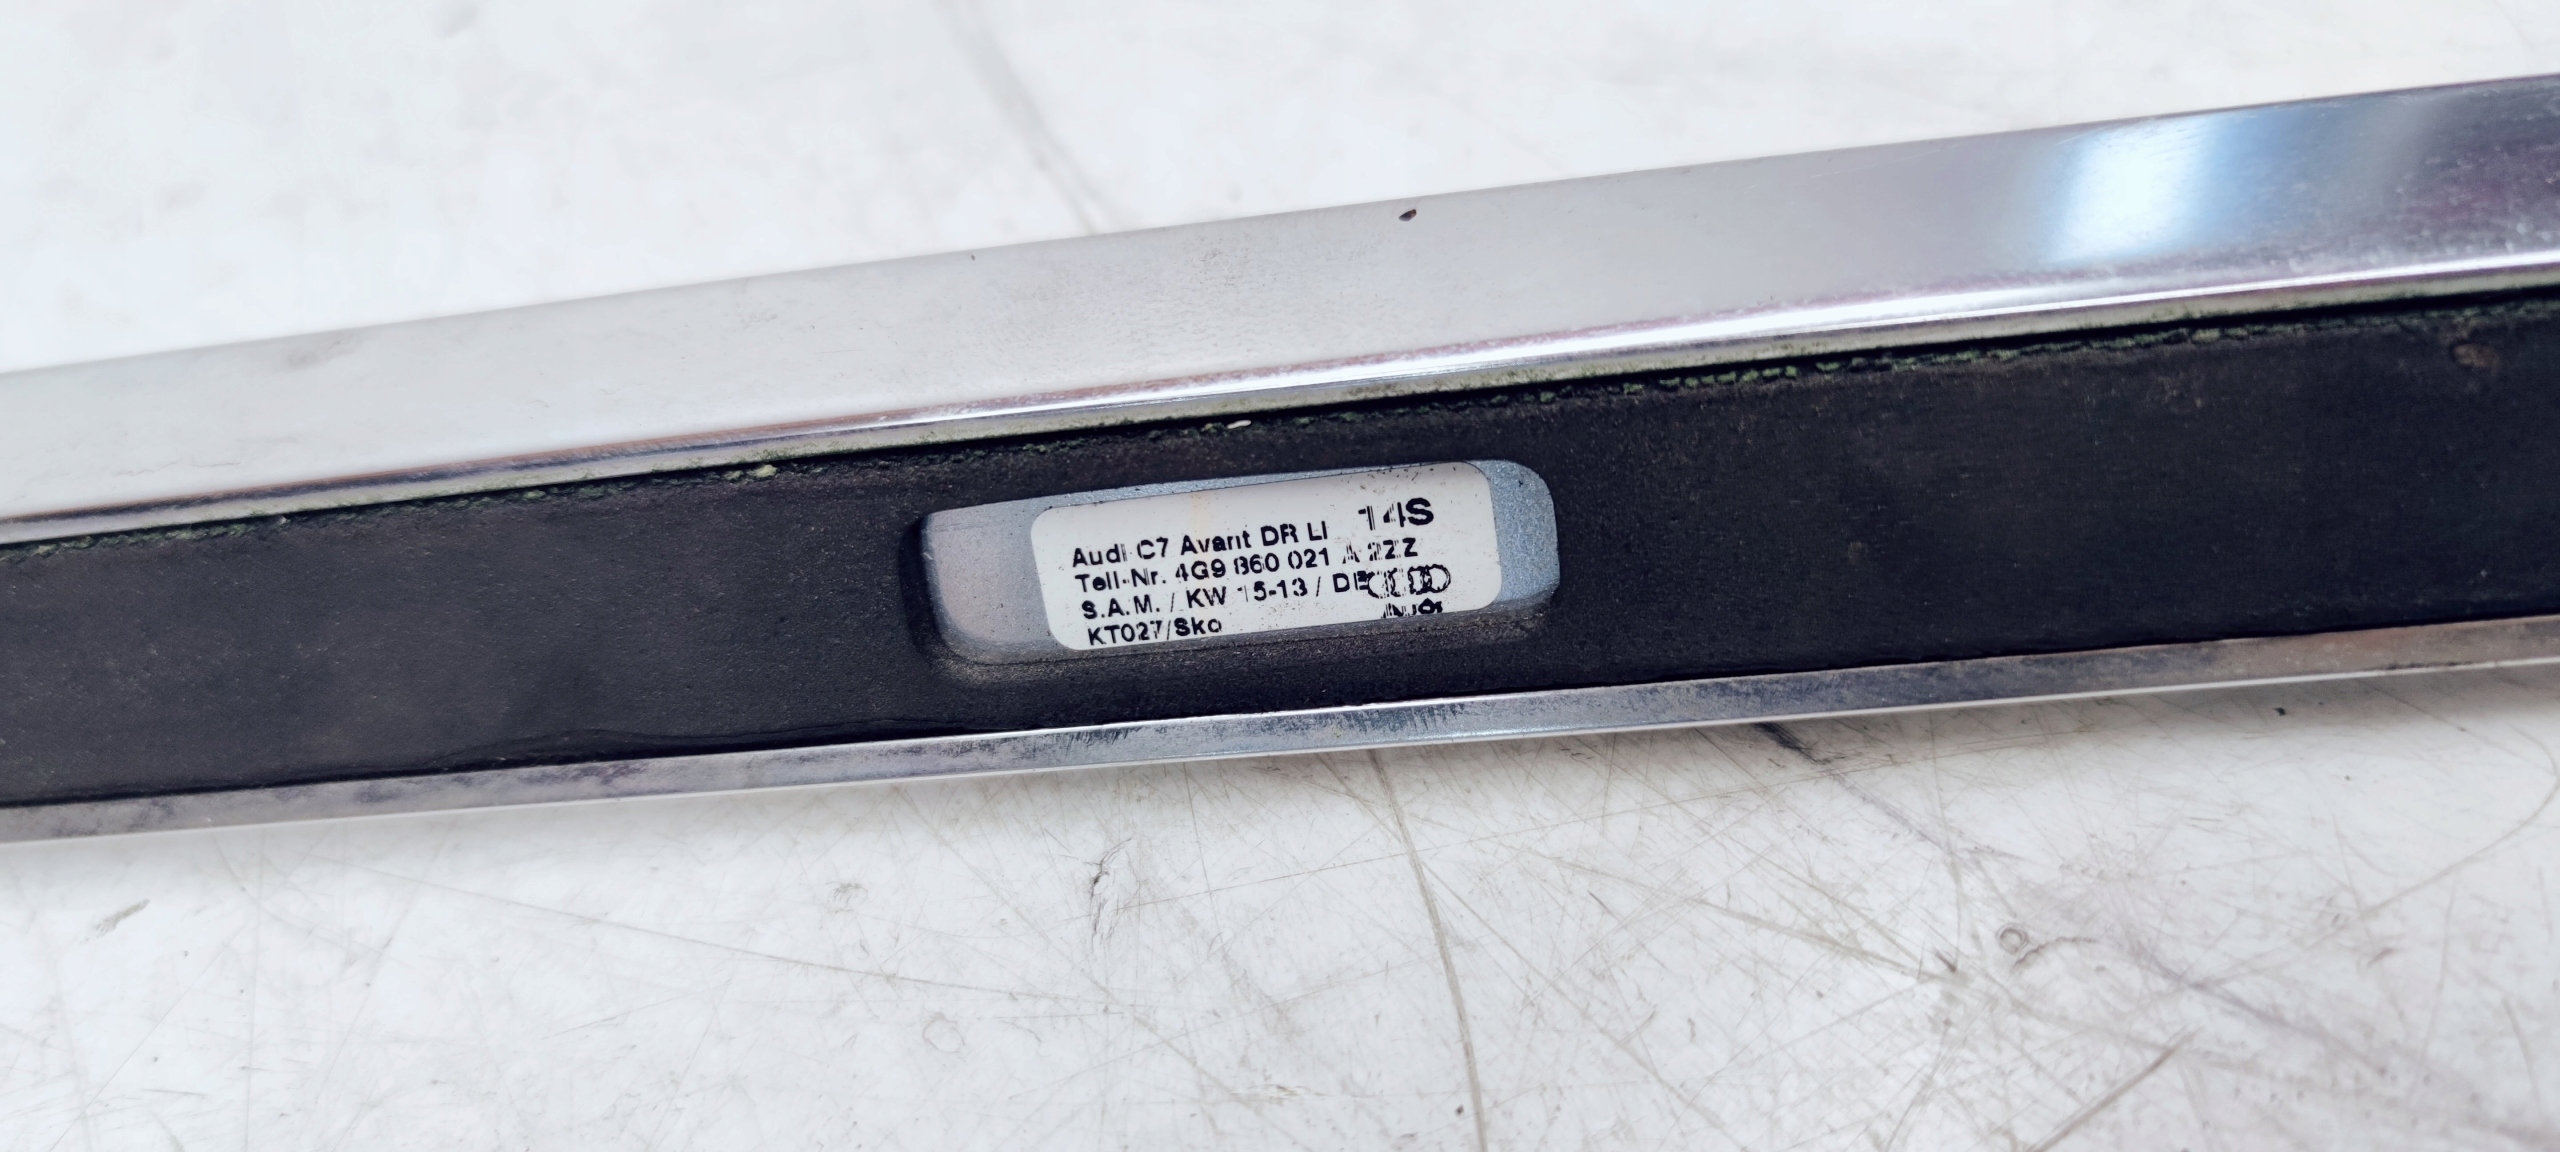 14S
Audi C7 Avant DR LI
Teil-Nr. 4G9 860 021 A 2ZZ
S.A.M. / KW 15-13 / DE
KT027/Sko